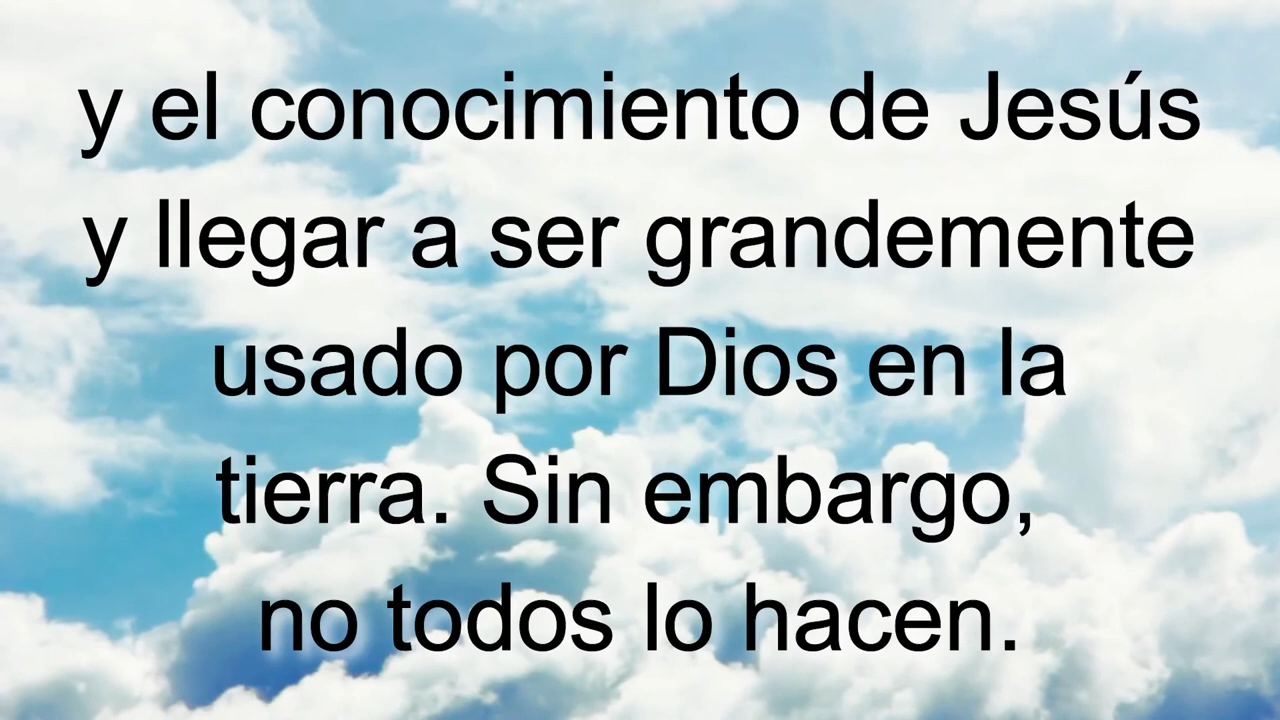 y el conocimiento de Jesús
y llegar a ser grandemente
usado por Dios en la
tierra. Sin embargo,
no todos lo hacen.